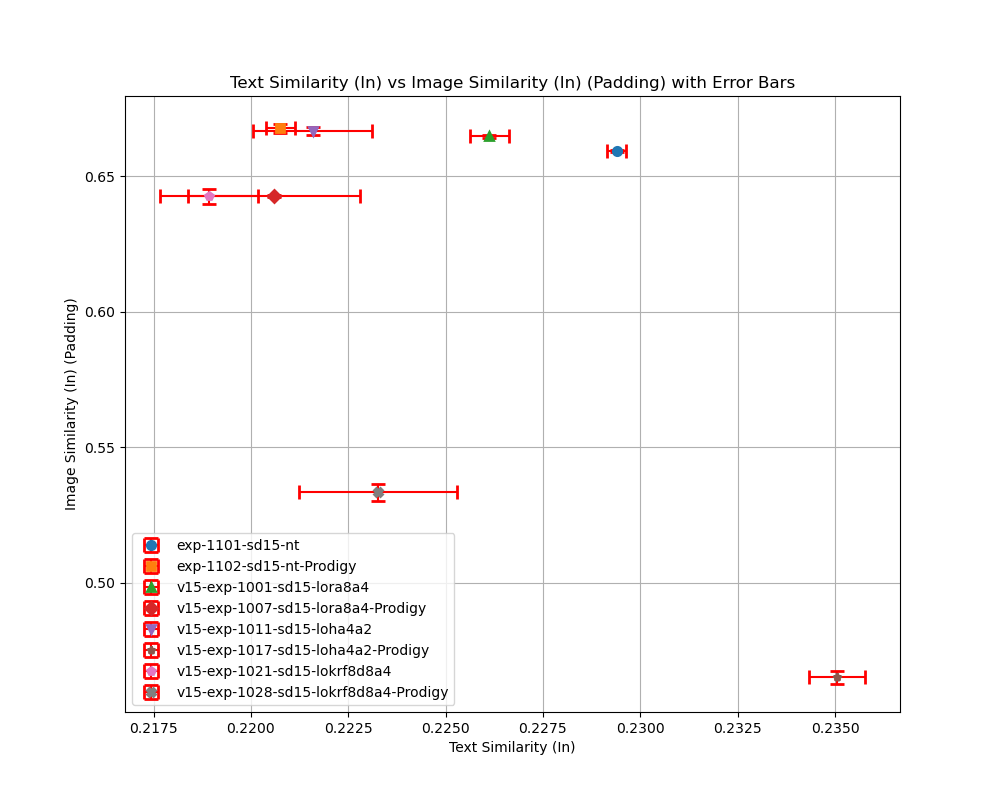 Text Similarity (In) vs Image Similarity (In) (Padding) with Error Bars
Image Similarity (In) (Padding)
0.65
0.60
0.55
0.50
exp-1101-sd15-nt
exp-1102-sd15-nt-Prodigy
v15-exp-1001-sd15-lora8a4
v15-exp-1007-sd15-lora8a4-Prodigy
v15-exp-1011-sd15-loha4a2
v15-exp-1017-sd15-loha4a2-Prodigy
v15-exp-1021-sd15-lokrf8d8a4
v15-exp-1028-sd15-lokrf8d8a4-Prodigy
0.2175 0.2200 0.2225 0.2250 0.2275 0.2300 0.2325 0.2350
Text Similarity (In)